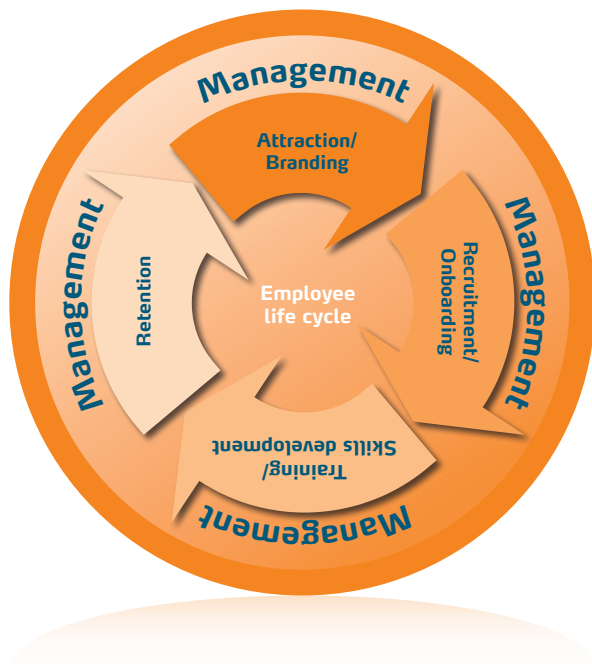 Management
Attraction/
Branding
Management
Recruitment/
Onboarding
Employee
life cycle
Management
Retention
Training/
Skills development
Management